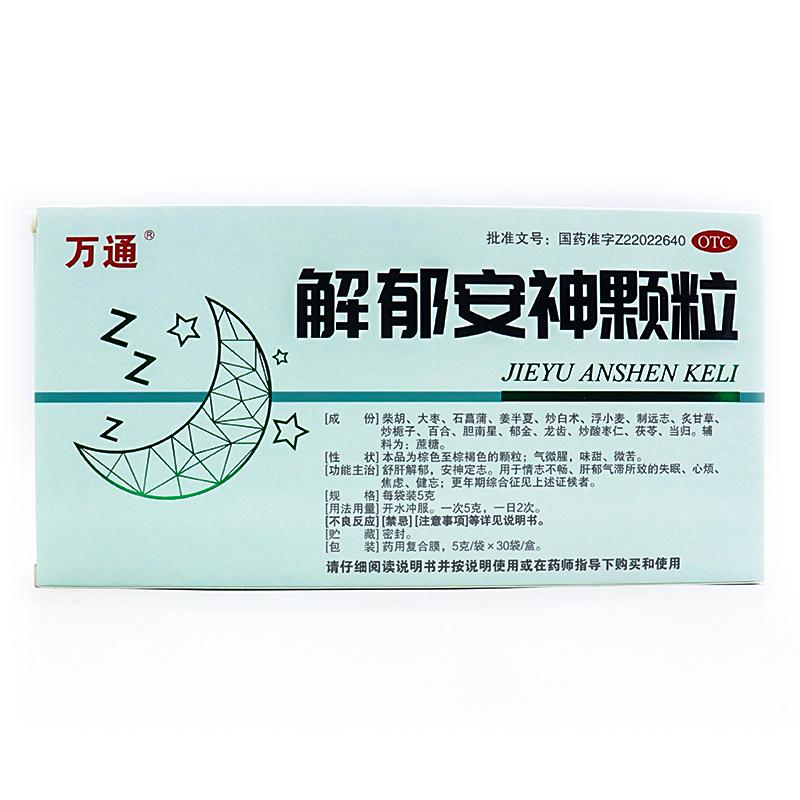 万通®
批准文号：国药准字Z22022640 OTC
解郁安神颗粒
JIEYU ANSHEN KELI
Z
Z
Z
[成　份] 柴胡、大枣、石菖蒲、姜半夏、炒白术、浮小麦、制远志、炙甘草、
炒栀子、百合、胆南星、郁金、龙齿、炒酸枣仁、茯苓、当归。辅
料为：蔗糖。
[性　状] 本品为棕色至棕褐色的颗粒；气微腥，味甜、微苦。
[功能主治] 舒肝解郁，安神定志。用于情志不畅、肝郁气滞所致的失眠、心烦、
焦虑、健忘；更年期综合征见上述证候者。
[规　格] 每袋装5克
[用法用量] 开水冲服。一次5克，一日2次。
[不良反应] [禁忌] [注意事项]等详见说明书。
[贮　藏] 密封。
[包　装] 药用复合膜，5克/袋×30袋/盒。
请仔细阅读说明书并按说明使用或在药师指导下购买和使用